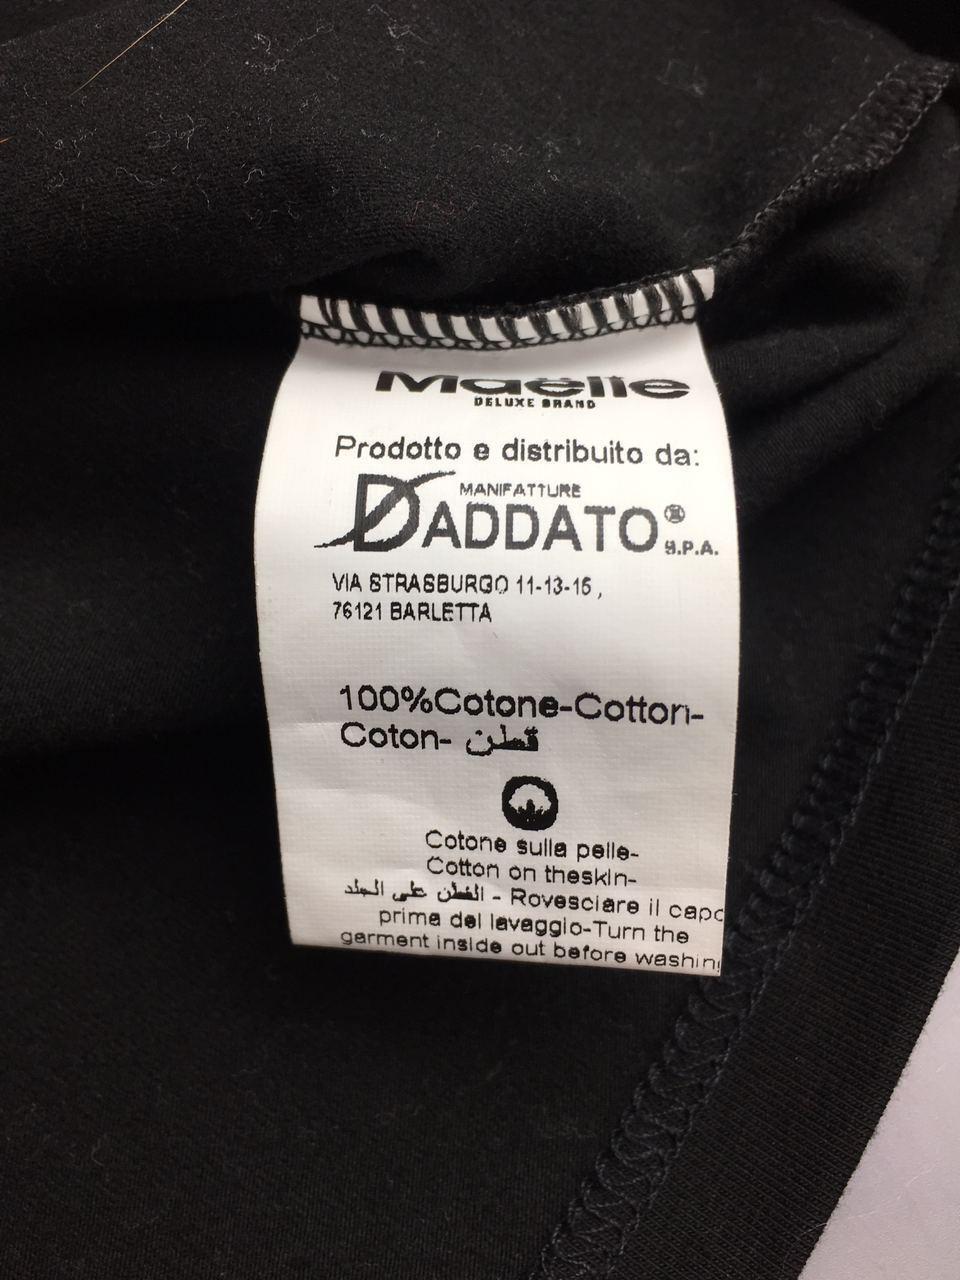 Maëlle
DELUXE BRAND
Prodotto e distribuito da:
MANIFATTURE
DADDATO® S.P.A.
VIA STRASBURGO 11-13-15,
76121 BARLETTA
100%Cotone-Cotton-
Coton- قطن
Cotone sulla pelle-
Cotton on theskin-
القطن على الجلد - Rovesciare il capo
prima del lavaggio-Turn the
garment inside out before washing